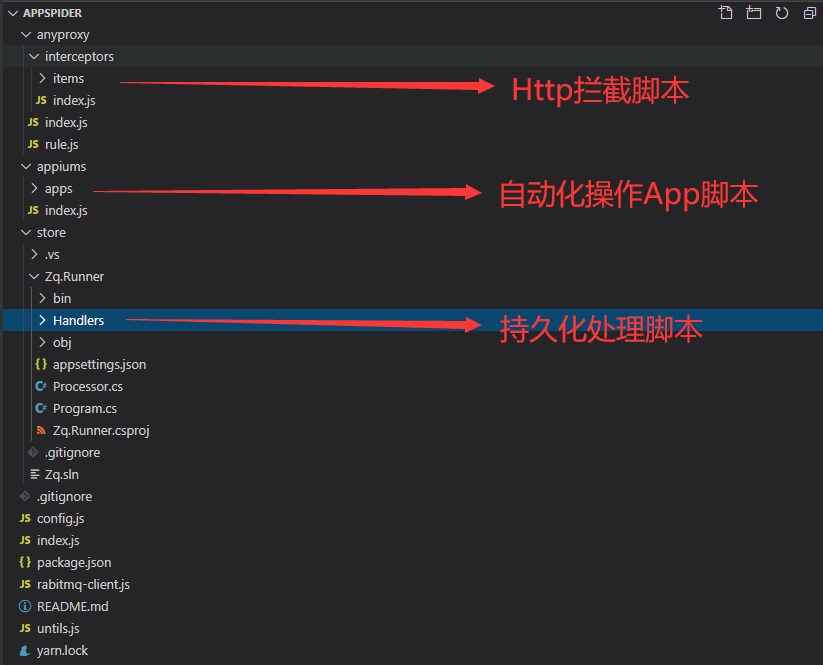 APPSPIDER
anyproxy
interceptors
items
Http拦截脚本
JS index.js
JS index.js
JS rule.js
appiums
apps
自动化操作App脚本
JS index.js
store
.vs
Zq.Runner
bin
Handlers
持久化处理脚本
obj
{} appsettings.json
C# Processor.cs
C# Program.cs
Zq.Runner.csproj
.gitignore
Zq.sln
.gitignore
JS config.js
JS index.js
{} package.json
JS rabitmq-client.js
README.md
JS untils.js
yarn.lock